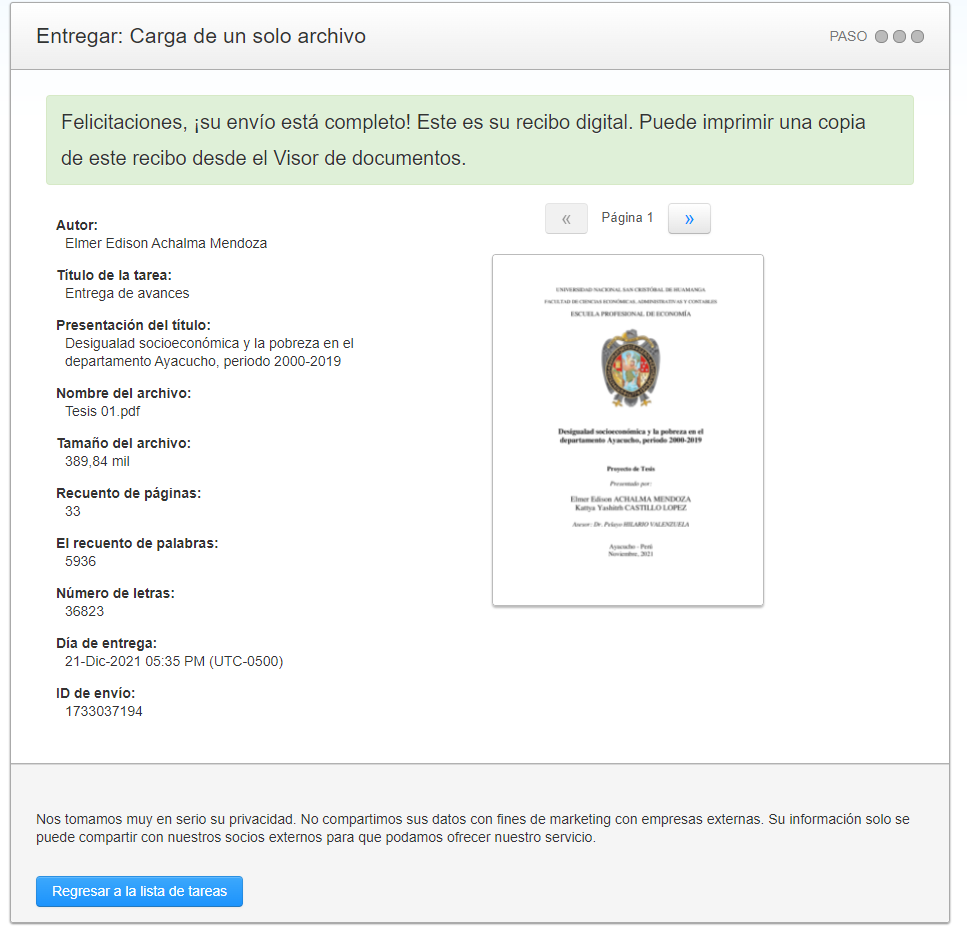 Entregar: Carga de un solo archivo
PASO
Felicitaciones, ¡su envío está completo! Este es su recibo digital. Puede imprimir una copia
de este recibo desde el Visor de documentos.
Autor:
Elmer Edison Achalma Mendoza
Título de la tarea:
Entrega de avances
Presentación del título:
Desigualad socioeconómica y la pobreza en el
departamento Ayacucho, periodo 2000-2019
Nombre del archivo:
Tesis 01.pdf
Tamaño del archivo:
389,84 mil
Recuento de páginas:
33
El recuento de palabras:
5936
Número de letras:
36823
Día de entrega:
21-Dic-2021 05:35 PM (UTC-0500)
ID de envío:
1733037194
« Página 1 »
UNIVERSIDAD NACIONAL SAN CRISTÓBAL DE HUAMANGA
FACULTAD DE CIENCIAS ECONÓMICAS, ADMINISTRATIVAS Y CONTABLES
ESCUELA PROFESIONAL DE ECONOMÍA
Desigualad socioeconómica y la pobreza en el
departamento Ayacucho, periodo 2000-2019
Proyecto de Tesis
Presentado por:
Elmer Edison ACHALMA MENDOZA
Kattya Yashinth CASTILLO LOPEZ
Asesor: Dr. Pelayo HILARIO VALENZUELA
Ayacucho - Perú
Noviembre, 2021
Nos tomamos muy en serio su privacidad. No compartimos sus datos con fines de marketing con empresas externas. Su información solo se
puede compartir con nuestros socios externos para que podamos ofrecer nuestro servicio.
Regresar a la lista de tareas